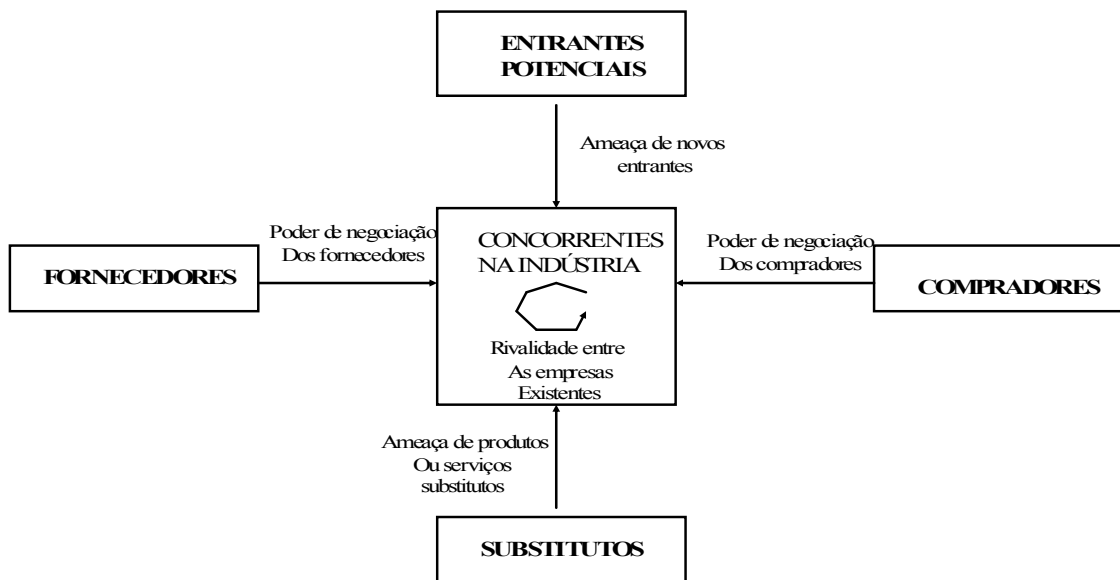 ENTRANTES
POTENCIAIS
Ameaça de novos
entrantes
Poder de negociação
Dos fornecedores
FORNECEDORES
CONCORRENTES
NA INDÚSTRIA
Rivalidade entre
As empresas
Existentes
Poder de negociação
Dos compradores
COMPRADORES
Ameaça de produtos
Ou serviços
substitutos
SUBSTITUTOS